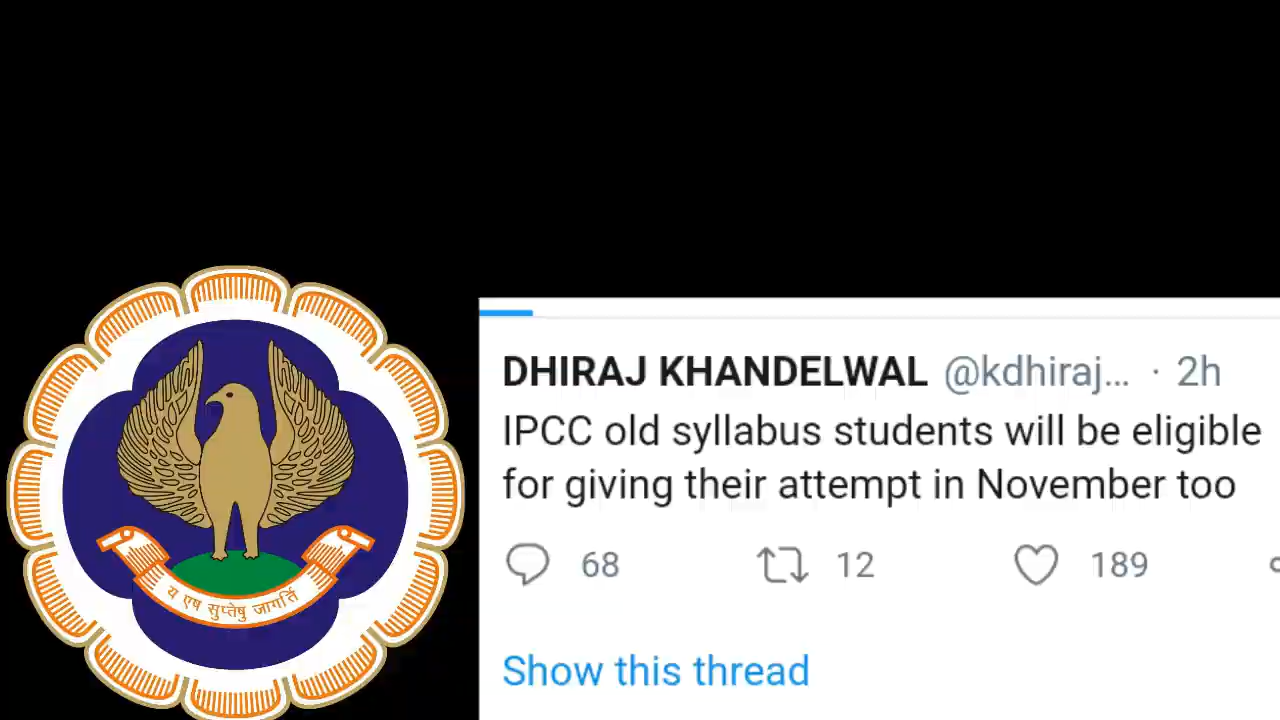 DHIRAJ KHANDELWAL @kdhiraj... · 2h
IPCC old syllabus students will be eligible
for giving their attempt in November too
68 12 189
Show this thread
य एष सुप्तेषु जागर्ति